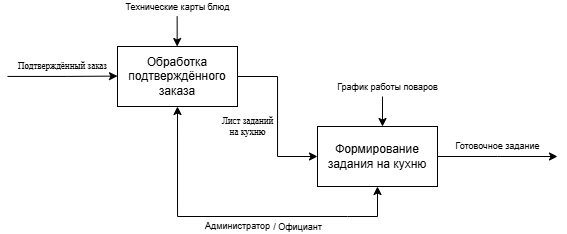 Технические карты блюд
Подтверждённый заказ
Обработка
подтверждённого
заказа
График работы поваров
Лист заданий
на кухню
Формирование
задания на кухню
Готовочное задание
Администратор / Официант